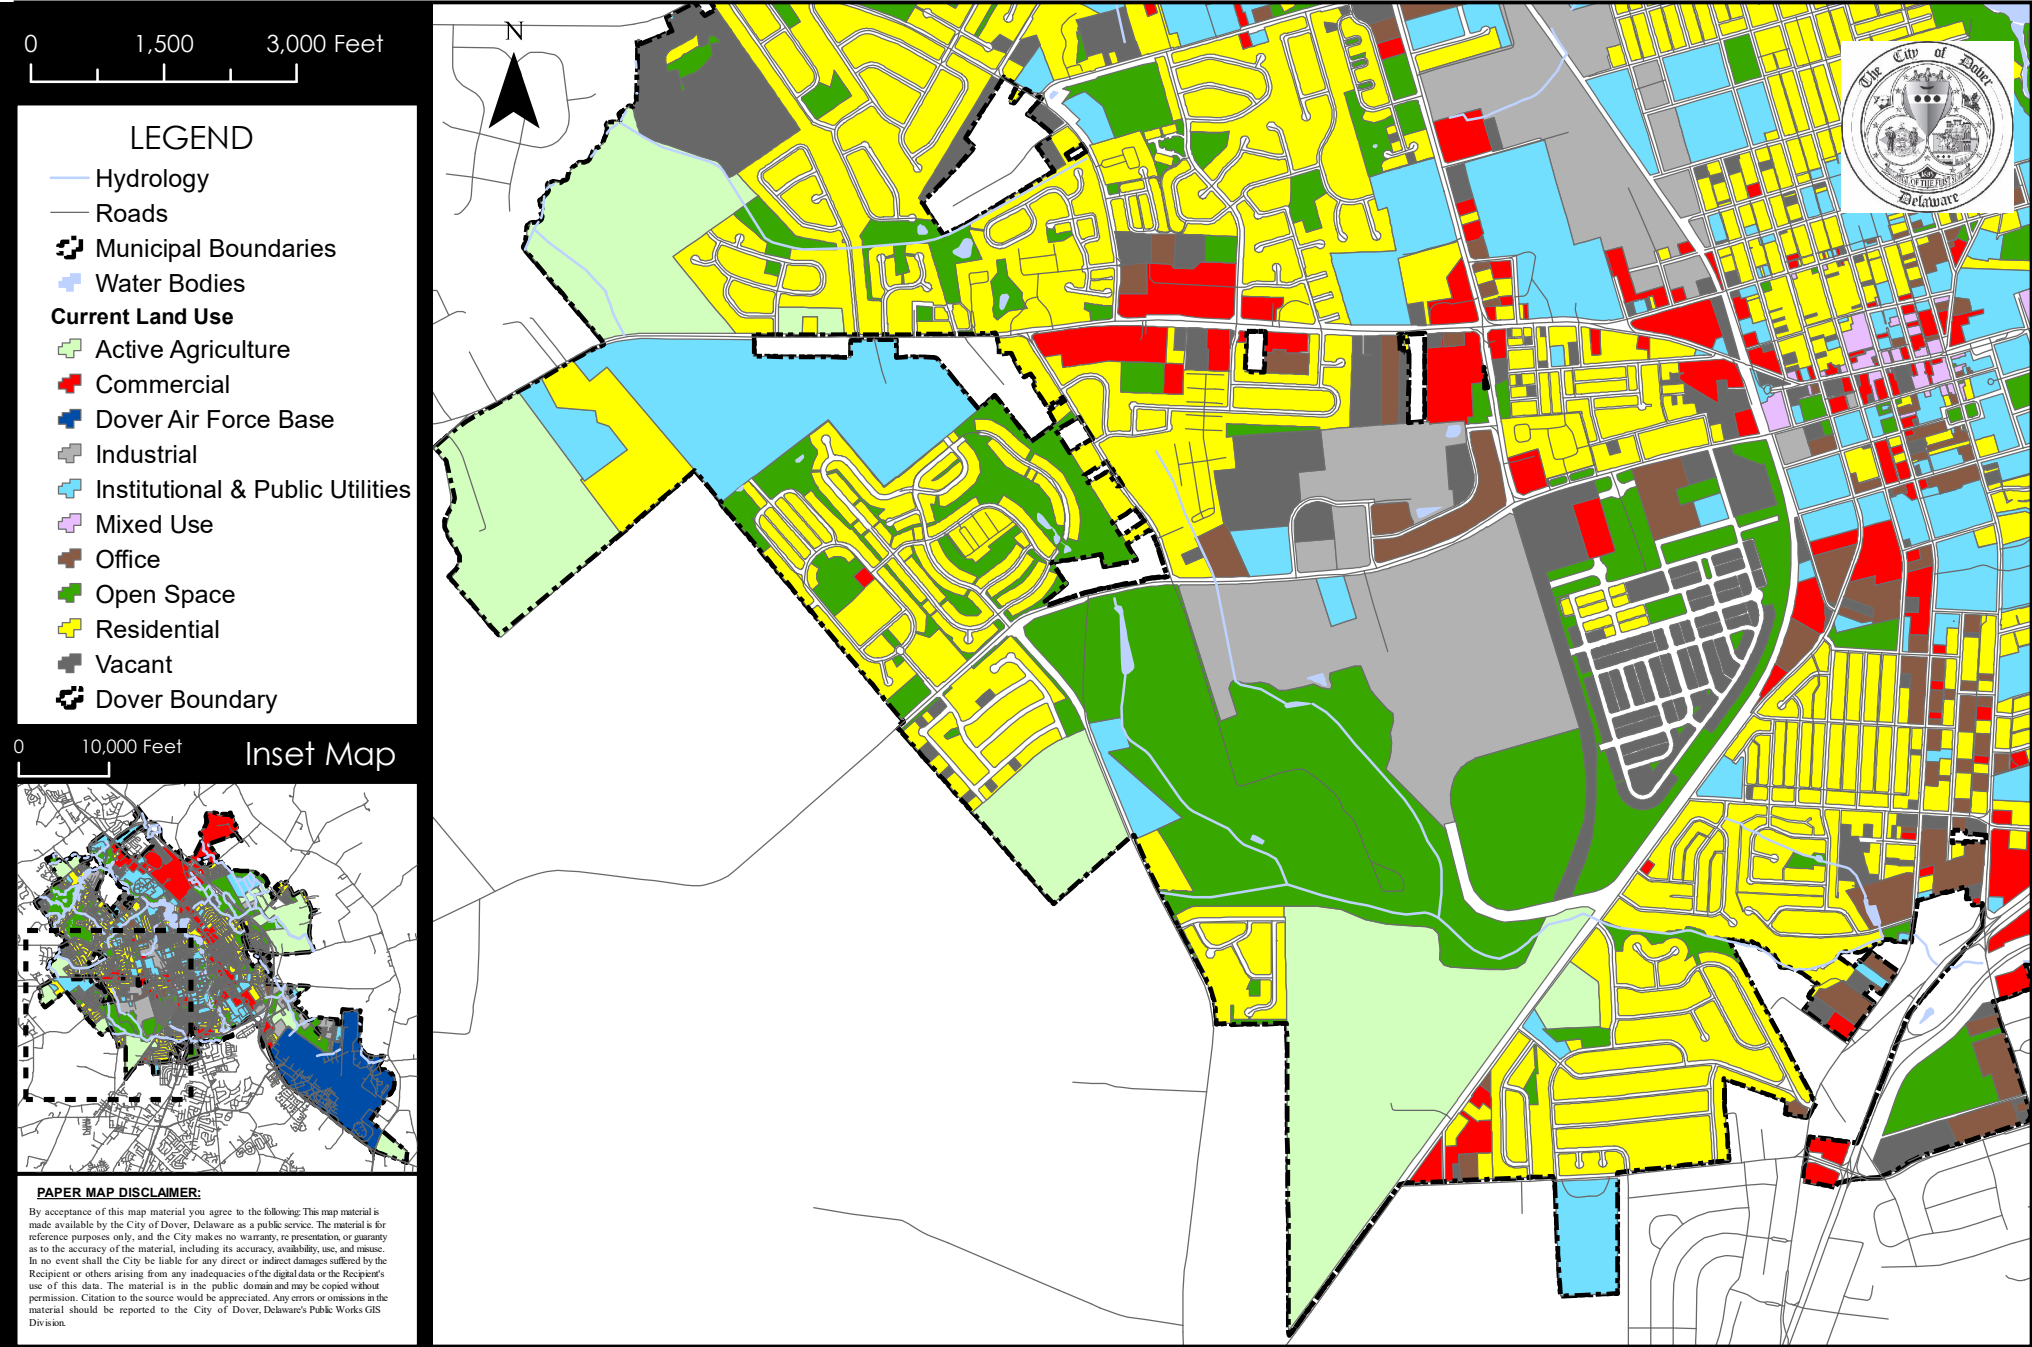 0 1,500 3,000 Feet
N
LEGEND
Hydrology
Roads
Municipal Boundaries
Water Bodies
Current Land Use
Active Agriculture
Commercial
Dover Air Force Base
Industrial
Institutional & Public Utilities
Mixed Use
Office
Open Space
Residential
Vacant
Dover Boundary
0 10,000 Feet
Inset Map
PAPER MAP DISCLAIMER:
By acceptance of this map material you agree to the following: This map material is
made available by the City of Dover, Delaware as a public service. The material is for
reference purposes only, and the City makes no warranty, representation, or guaranty
as to the accuracy of the material, including its accuracy, availability, use, and misuse.
In no event shall the City be liable for any direct or indirect damages suffered by the
Recipient or others arising from any inadequacies of the digital data or the Recipient's
use of this data. The material is in the public domain and may be copied without
permission. Citation to the source would be appreciated. Any errors or omissions in the
material should be reported to the City of Dover, Delaware's Public Works GIS
Division.
The City of Dover
Delaware